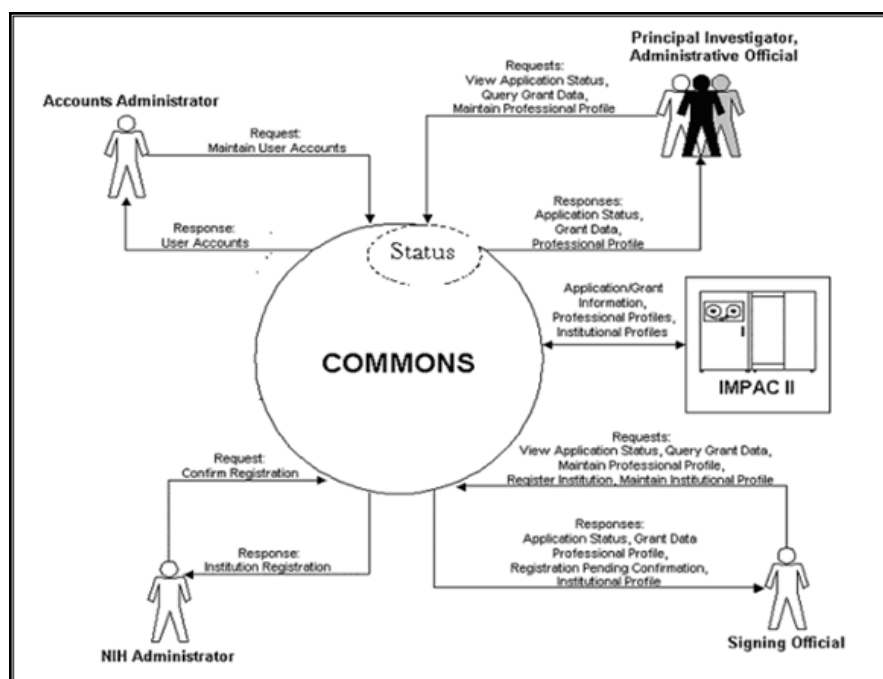 Principal Investigator,
Administrative Official
Requests:
View Application Status,
Query Grant Data,
Maintain Professional Profile
Accounts Administrator
Request:
Maintain User Accounts
Responses:
Application Status,
Grant Data,
Professional Profile
Response:
User Accounts
Status
Application/Grant
Information,
Professional Profiles,
Institutional Profiles
COMMONS
IMPAC II
Requests:
View Application Status, Query Grant Data,
Maintain Professional Profile,
Register Institution, Maintain Institutional Profile
Request:
Confirm Registration
Responses:
Application Status, Grant Data
Professional Profile,
Registration Pending Confirmation,
Institutional Profile
Response:
Institution Registration
Signing Official
NIH Administrator